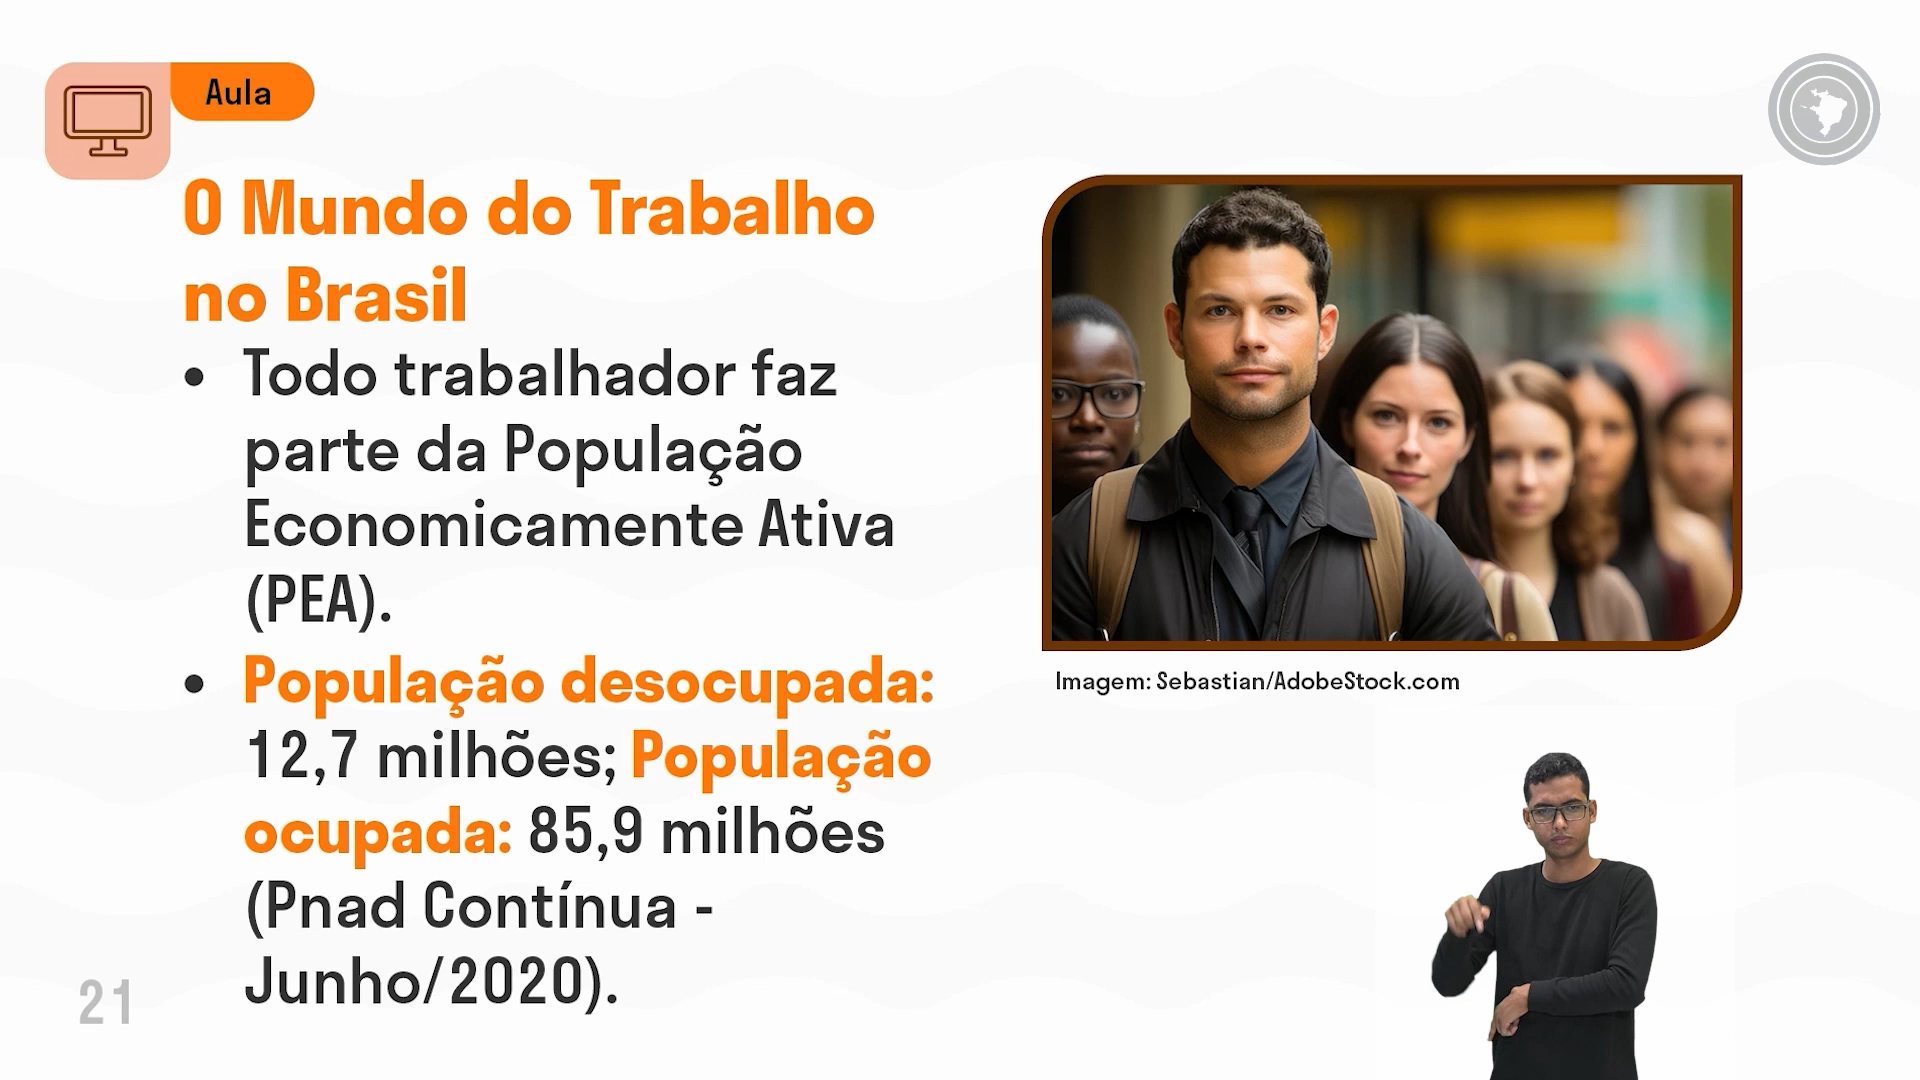 Aula
O Mundo do Trabalho
no Brasil
• Todo trabalhador faz
parte da População
Economicamente Ativa
(PEA).
• População desocupada:
12,7 milhões; População
ocupada: 85,9 milhões
(Pnad Contínua -
Junho/2020).
Imagem: Sebastian/AdobeStock.com
21